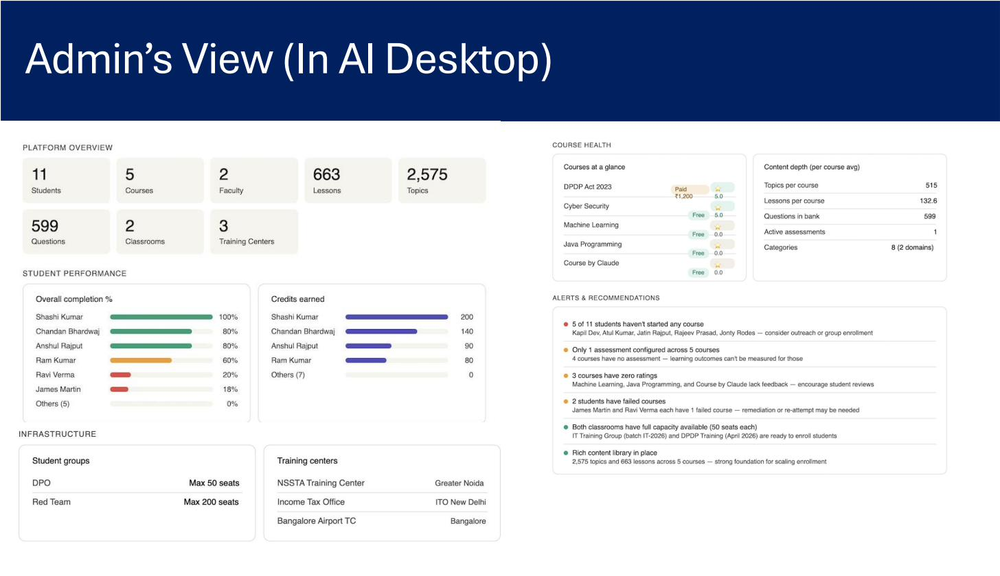 Admin's View (In AI Desktop)
PLATFORM OVERVIEW
11
Students
5
Courses
2
Faculty
663
Lessons
2,575
Topics
599
Questions
2
Classrooms
3
Training Centers
STUDENT PERFORMANCE
Overall completion %
Shashi Kumar 100%
Chandan Bhardwaj 80%
Anshul Rajput 80%
Ram Kumar 60%
Ravi Verma 20%
James Martin 18%
Others (5) 0%
Credits earned
Shashi Kumar 200
Chandan Bhardwaj 140
Anshul Rajput 90
Ram Kumar 80
Others (7) 0
INFRASTRUCTURE
Student groups
DPO Max 50 seats
Red Team Max 200 seats
Training centers
NSSTA Training Center Greater Noida
Income Tax Office ITO New Delhi
Bangalore Airport TC Bangalore
COURSE HEALTH
Courses at a glance
DPDP Act 2023 Paid ₹1,200 5.0
Cyber Security Free 5.0
Machine Learning Free 0.0
Java Programming Free 0.0
Course by Claude Free 0.0
Content depth (per course avg)
Topics per course 515
Lessons per course 132.6
Questions in bank 599
Active assessments 1
Categories 8 (2 domains)
ALERTS & RECOMMENDATIONS
5 of 11 students haven't started any course
Kapil Dev, Atul Kumar, Jatin Rajput, Rajeev Prasad, Jonty Rodes — consider outreach or group enrollment
Only 1 assessment configured across 5 courses
4 courses have no assessment — learning outcomes can't be measured for those
3 courses have zero ratings
Machine Learning, Java Programming, and Course by Claude lack feedback — encourage student reviews
2 students have failed courses
James Martin and Ravi Verma each have 1 failed course — remediation or re-attempt may be needed
Both classrooms have full capacity available (50 seats each)
IT Training Group (batch IT-2026) and DPDP Training (April 2026) are ready to enroll students
Rich content library in place
2,575 topics and 663 lessons across 5 courses — strong foundation for scaling enrollment